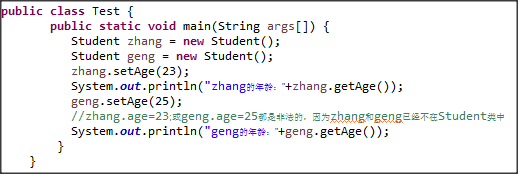 public class Test {
public static void main(String args[]) {
Student zhang = new Student();
Student geng = new Student();
zhang.setAge(23);
System.out.println("zhang的年龄："+zhang.getAge());
geng.setAge(25);
//zhang.age=23;或geng.age=25都是非法的，因为zhang和geng已经不在Student类中
System.out.println("geng的年龄："+geng.getAge());
}
}